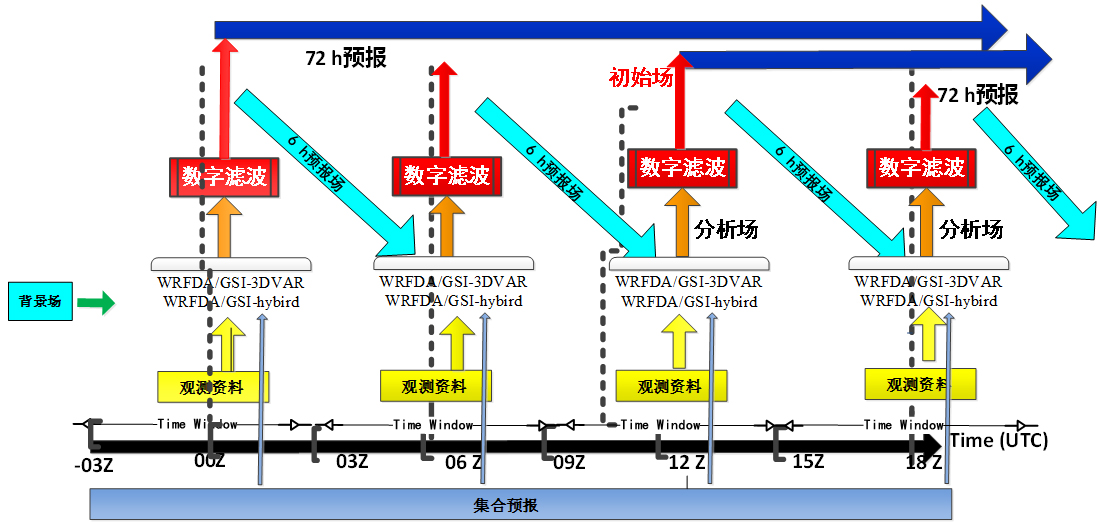 72 h预报
初始场
72 h预报
6 h预报场
6 h预报场
6 h预报场
6 h预报场
数字滤波
数字滤波
数字滤波
数字滤波
分析场
分析场
背景场
WRFDA/GSI-3DVAR
WRFDA/GSI-hybird
WRFDA/GSI-3DVAR
WRFDA/GSI-hybird
WRFDA/GSI-3DVAR
WRFDA/GSI-hybird
WRFDA/GSI-3DVAR
WRFDA/GSI-hybird
观测资料
观测资料
观测资料
观测资料
Time Window
Time Window
Time Window
Time Window
Time (UTC)
-03Z
00Z
03Z
06 Z
09Z
12 Z
15Z
18 Z
集合预报